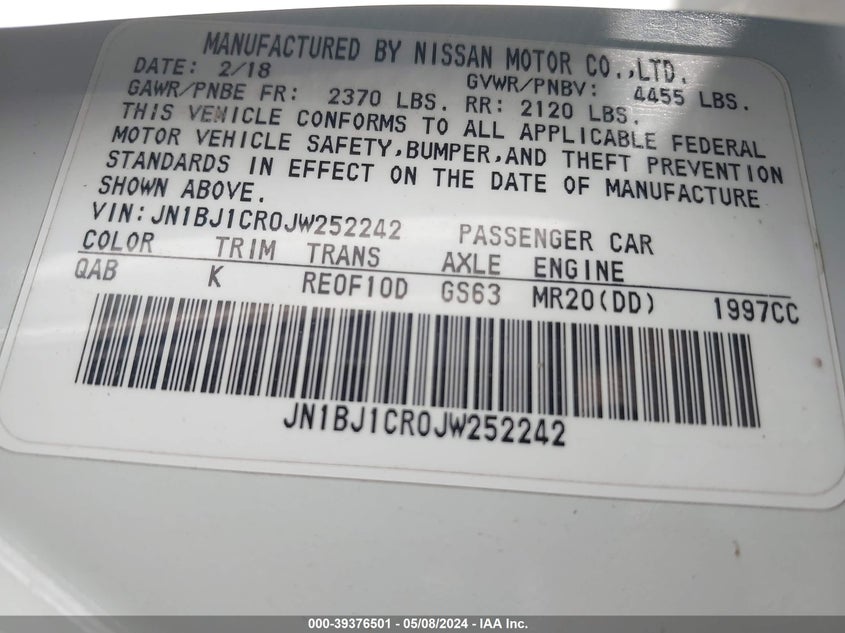 MANUFACTURED BY NISSAN MOTOR CO.,LTD.
DATE: 2/18 GVWR/PNBV: 4455 LBS.
GAWR/PNBE FR: 2370 LBS. RR: 2120 LBS.
THIS VEHICLE CONFORMS TO ALL APPLICABLE FEDERAL
MOTOR VEHICLE SAFETY,BUMPER,AND THEFT PREVENTION
STANDARDS IN EFFECT ON THE DATE OF MANUFACTURE
SHOWN ABOVE.
VIN:JN1BJ1CR0JW252242 PASSENGER CAR
COLOR TRIM TRANS AXLE ENGINE
QAB K RE0F10D GS63 MR20(DD) 1997CC
JN1BJ1CR0JW252242
000-39376501 - 05/08/2024 - IAA Inc.